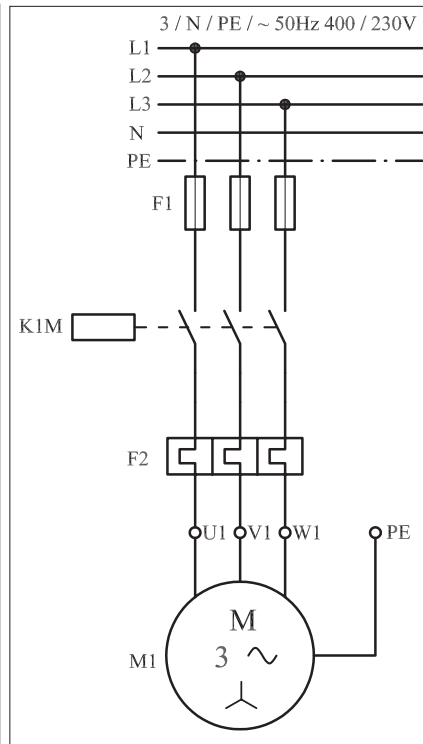 3 / N / PE / ~ 50Hz 400 / 230V
L1
L2
L3
N
PE
F1
K1M
F2
U1 V1 W1 PE
M
M1 3 ~